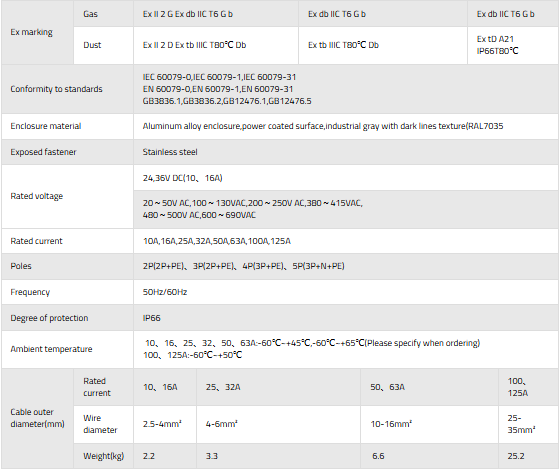 Ex marking
Gas
Ex II 2 G Ex db IIC T6 G b
Ex db IIC T6 G b
Ex db IIC T6 G b
Dust
Ex II 2 D Ex tb IIIC T80℃ Db
Ex tb IIIC T80℃ Db
Ex tD A21
IP66T80℃
Conformity to standards
IEC 60079-0,IEC 60079-1,IEC 60079-31
EN 60079-0,EN 60079-1,EN 60079-31
GB3836.1,GB3836.2,GB12476.1,GB12476.5
Enclosure material
Aluminum alloy enclosure,power coated surface,industrial gray with dark lines texture(RAL7035
Exposed fastener
Stainless steel
Rated voltage
24,36V DC(10、16A)
20～50V AC,100～130VAC,200～250V AC,380～415VAC,
480～500V AC,600～690VAC
Rated current
10A,16A,25A,32A,50A,63A,100A,125A
Poles
2P(2P+PE)、3P(2P+PE)、4P(3P+PE)、5P(3P+N+PE)
Frequency
50Hz/60Hz
Degree of protection
IP66
Ambient temperature
10、16、25、32、50、63A:-60℃~+45℃,-60℃~+65℃(Please specify when ordering)
100、125A:-60℃~+50℃
Cable outer
diameter(mm)
Rated
current
10、16A
25、32A
50、63A
100、
125A
Wire
diameter
2.5-4mm²
4-6mm²
10-16mm²
25-
35mm²
Weight(kg)
2.2
3.3
6.6
25.2